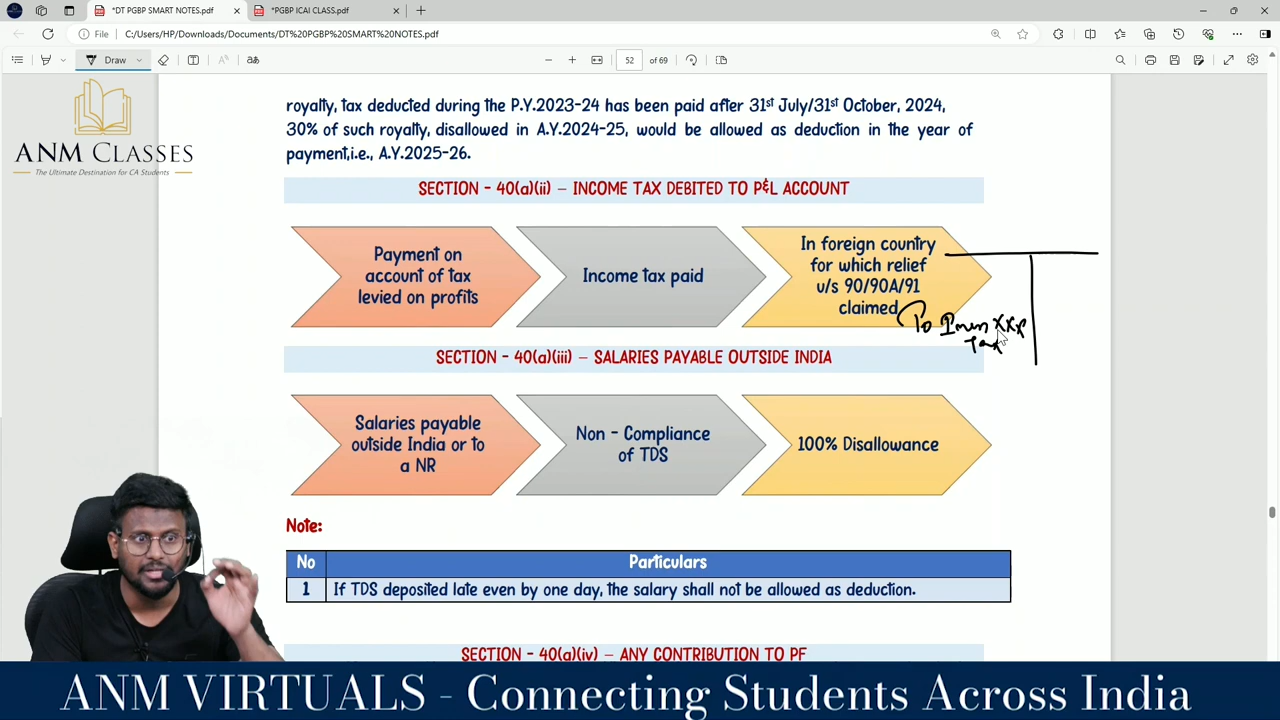 *DT PGBP SMART NOTES.pdf
*PGBP ICAI CLASS.pdf
File
C:/Users/HP/Downloads/Documents/DT%20PGBP%20SMART%20NOTES.pdf
Draw
52 of 69
royalty, tax deducted during the P.Y.2023-24 has been paid after 31st July/31st October, 2024,
30% of such royalty, disallowed in A.Y.2024-25, would be allowed as deduction in the year of
payment,i.e., A.Y.2025-26.
ANM CLASSES
The Ultimate Destination for CA Students
SECTION - 40(a)(ii) – INCOME TAX DEBITED TO P&L ACCOUNT
Payment on
account of tax
levied on profits
Income tax paid
In foreign country
for which relief
u/s 90/90A/91
claimed
To XXX
Tax
SECTION - 40(a)(iii) – SALARIES PAYABLE OUTSIDE INDIA
Salaries payable
outside India or to
a NR
Non - Compliance
of TDS
100% Disallowance
Note:
No Particulars
1 If TDS deposited late even by one day, the salary shall not be allowed as deduction.
SECTION - 40(a)(iv) – ANY CONTRIBUTION TO PF
ANM VIRTUALS - Connecting Students Across India